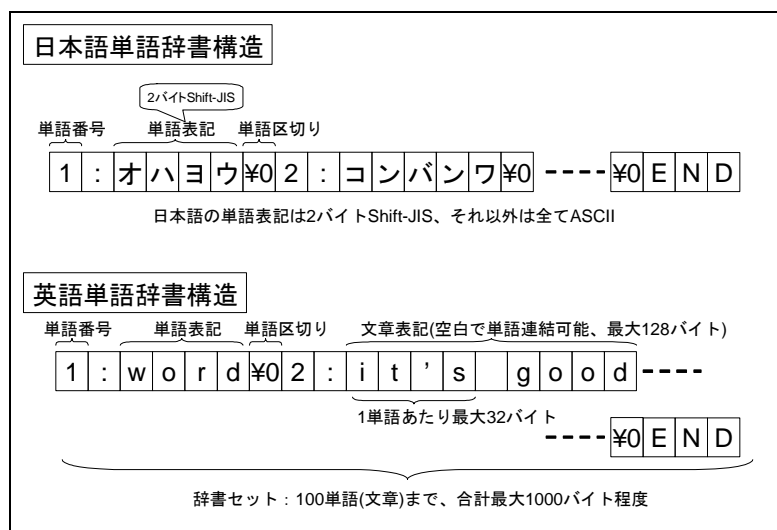 日本語単語辞書構造
2バイトShift-JIS
単語番号 単語表記 単語区切り
1 : オ ハ ヨ ウ ¥0 2 : コ ン バ ン ワ ¥0 ---- ¥0 E N D
日本語の単語表記は2バイトShift-JIS、それ以外は全てASCII
英語単語辞書構造
単語番号 単語表記 単語区切り 文章表記(空白で単語連結可能、最大128バイト)
1 : w o r d ¥0 2 : i t ’ s g o o d ----
1単語あたり最大32バイト
---- ¥0 E N D
辞書セット：100単語(文章)まで、合計最大1000バイト程度